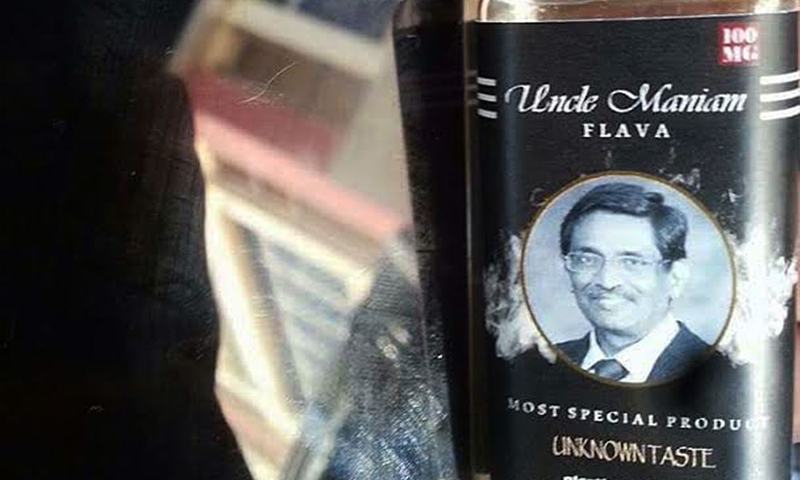 100
MG
Uncle Maniam
FLAVA
MOST SPECIAL PRODUCT
UNKNOWN TASTE